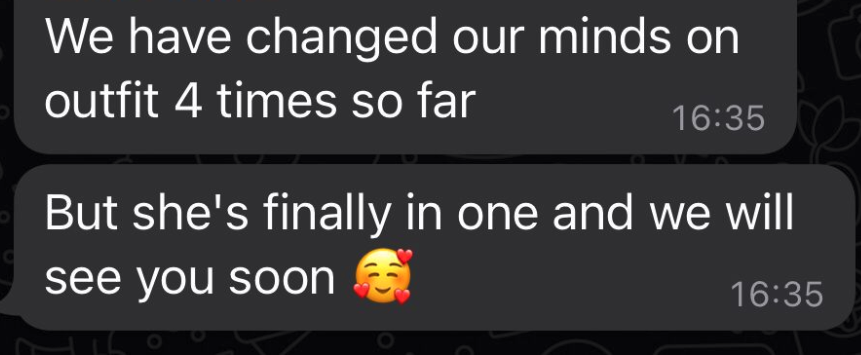 We have changed our minds on
outfit 4 times so far
16:35
But she's finally in one and we will
see you soon 🥰
16:35